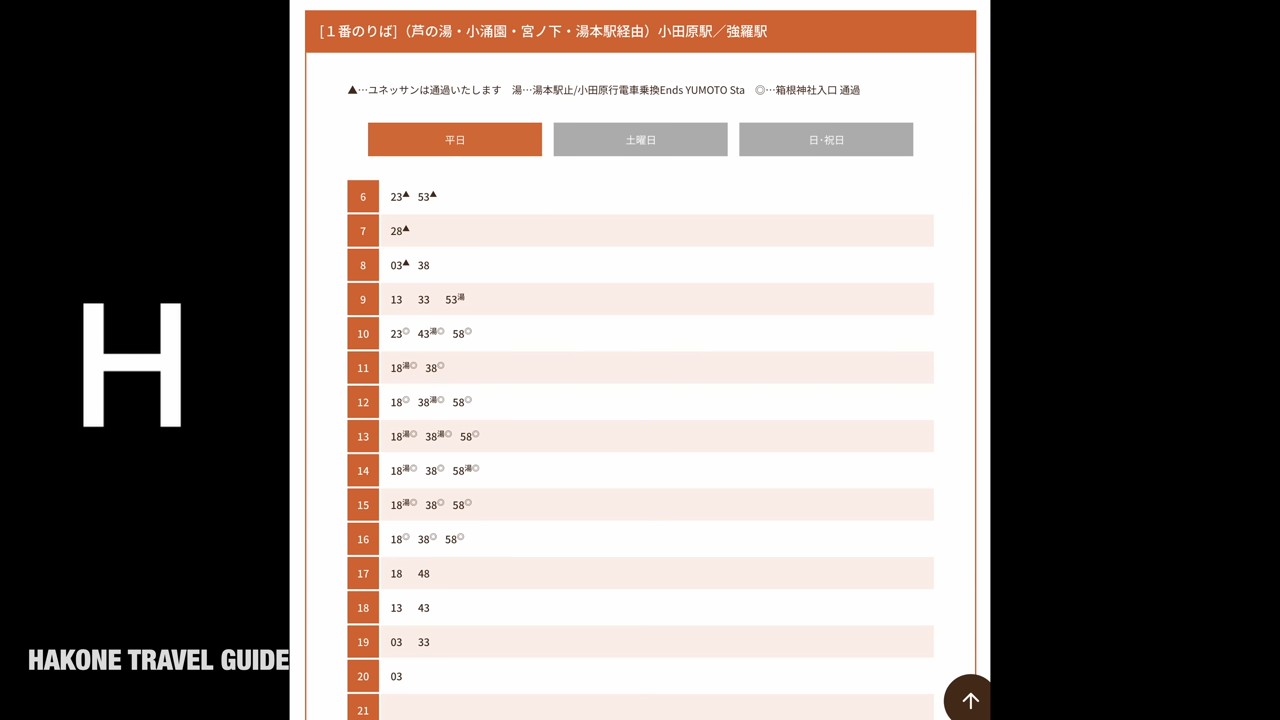 [１番のりば]（芦の湯・小涌園・宮ノ下・湯本駅経由）小田原駅／強羅駅
▲…ユネッサンは通過いたします　湯…湯本駅止/小田原行電車乗換Ends YUMOTO Sta　◎…箱根神社入口 通過
平日 土曜日 日･祝日
6 23▲ 53▲
7 28▲
8 03▲ 38
9 13 33 53湯
10 23◎ 43湯◎ 58◎
11 18湯◎ 38◎
12 18◎ 38湯◎ 58◎
13 18湯◎ 38湯◎ 58◎
14 18湯◎ 38◎ 58湯◎
15 18湯◎ 38◎ 58◎
16 18◎ 38◎ 58◎
17 18 48
18 13 43
19 03 33
20 03
21
H
HAKONE TRAVEL GUIDE